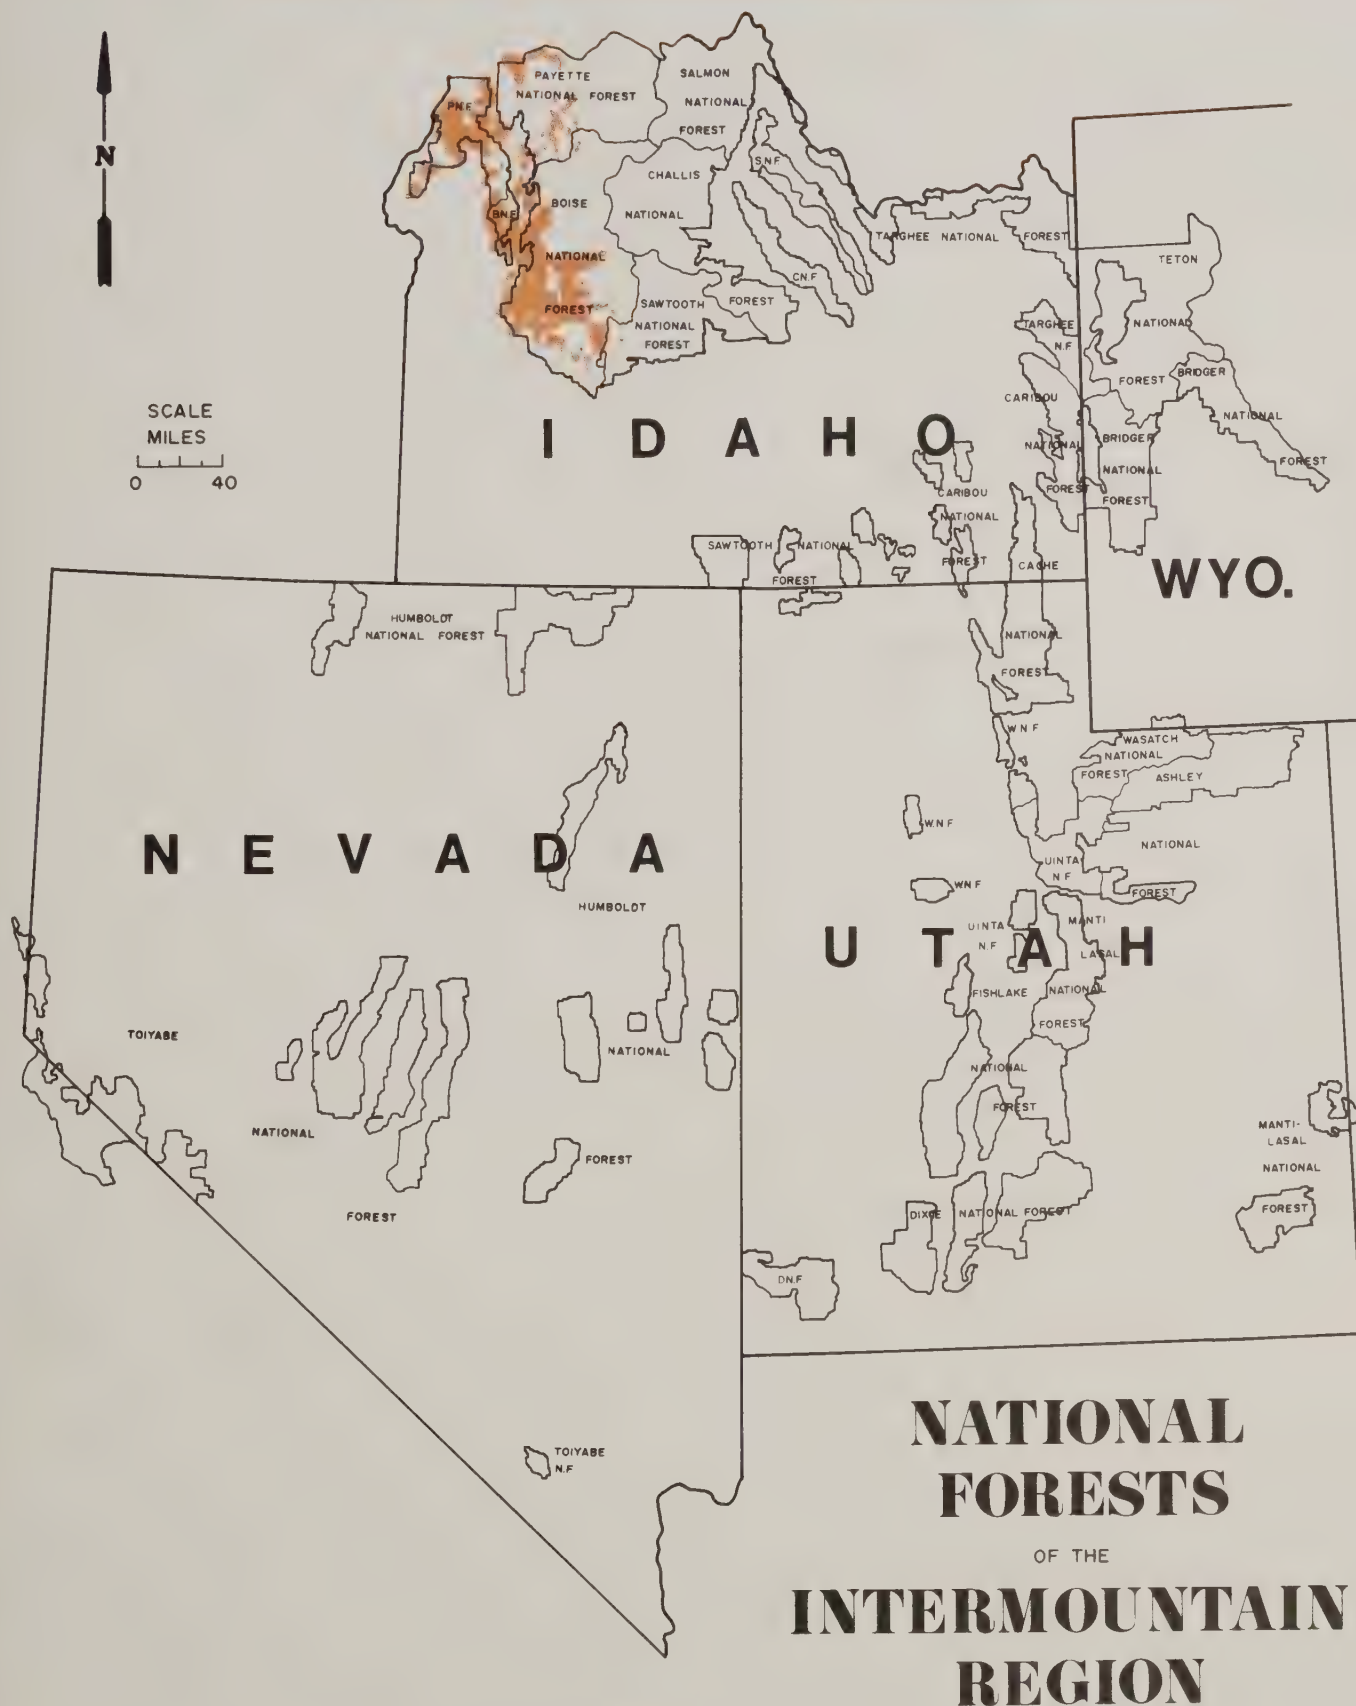 N
SCALE
MILES
0 40
PAYETTE
NATIONAL FOREST
P.N.F.
SALMON
NATIONAL
FOREST
S.N.F.
CHALLIS
NATIONAL
FOREST
C.N.F
BOISE
NATIONAL
FOREST
B.N.F.
SAWTOOTH
NATIONAL
FOREST
TARGHEE NATIONAL FOREST
TARGHEE
N.F
TETON
NATIONAL
FOREST
BRIDGER
NATIONAL
FOREST
CARIBOU
NATIONAL
FOREST
BRIDGER
NATIONAL
FOREST
IDAHO
CARIBOU
NATIONAL
FOREST
SAWTOOTH NATIONAL
FOREST
CACHE
NATIONAL
FOREST
WYO.
HUMBOLDT
NATIONAL FOREST
W.N.F
WASATCH
NATIONAL
FOREST
ASHLEY
NATIONAL
FOREST
W.N.F
W.N.F
UINTA
N.F
NEVADA
HUMBOLDT
NATIONAL
FOREST
UINTA
N.F
MANTI
LASAL
NATIONAL
FOREST
UTAH
FISHLAKE
NATIONAL
FOREST
TOIYABE
NATIONAL
FOREST
MANTI-
LASAL
NATIONAL
FOREST
DIXIE NATIONAL FOREST
D.N.F
TOIYABE
N.F
NATIONAL
FORESTS
OF THE
INTERMOUNTAIN
REGION